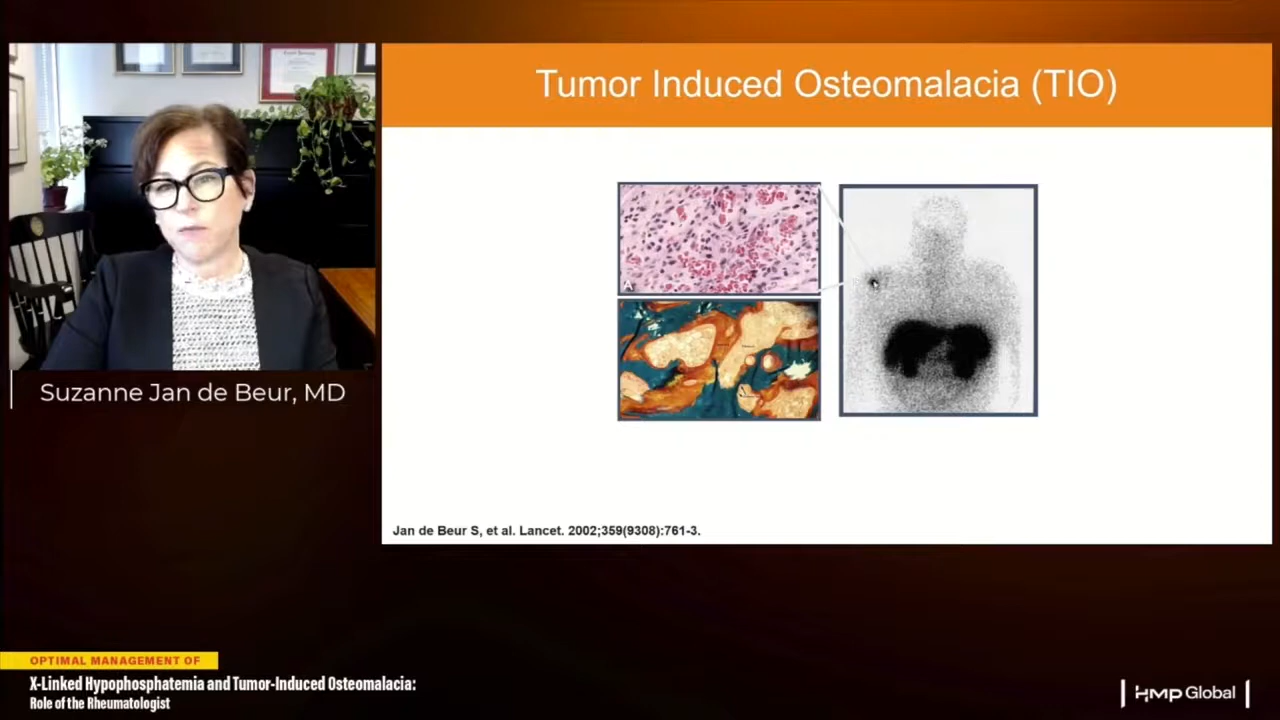 Tumor Induced Osteomalacia (TIO)
A
Suzanne Jan de Beur, MD
Jan de Beur S, et al. Lancet. 2002;359(9308):761-3.
OPTIMAL MANAGEMENT OF
X-Linked Hypophosphatemia and Tumor-Induced Osteomalacia:
Role of the Rheumatologist
HMP Global